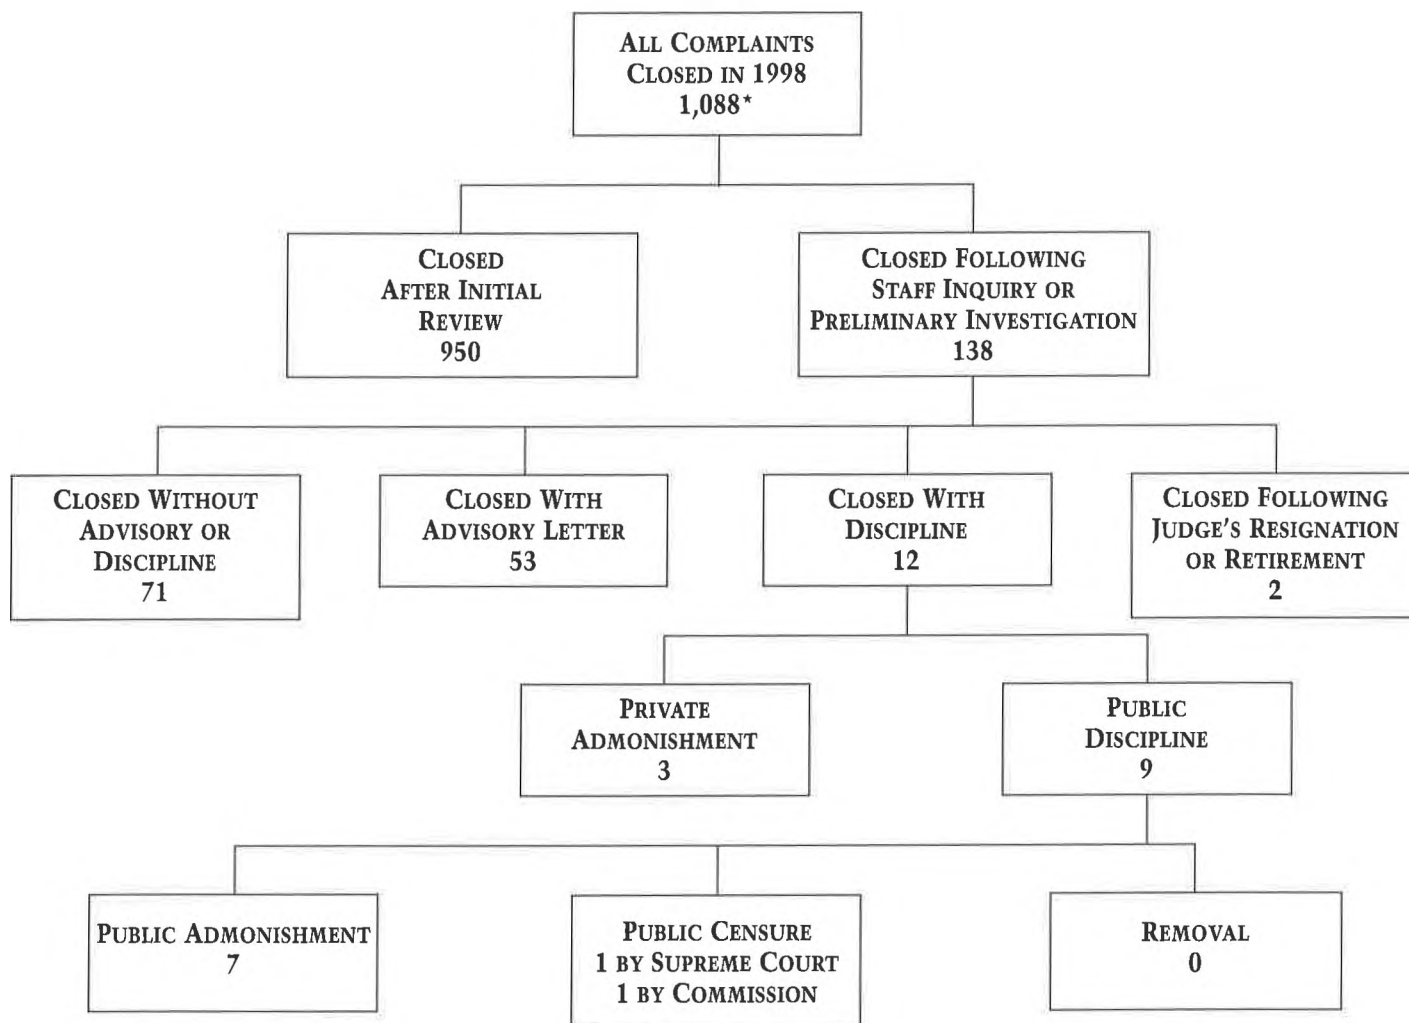 ALL COMPLAINTS
CLOSED IN 1998
1,088*
CLOSED
AFTER INITIAL
REVIEW
950
CLOSED FOLLOWING
STAFF INQUIRY OR
PRELIMINARY INVESTIGATION
138
CLOSED WITHOUT
ADVISORY OR
DISCIPLINE
71
CLOSED WITH
ADVISORY LETTER
53
CLOSED WITH
DISCIPLINE
12
CLOSED FOLLOWING
JUDGE'S RESIGNATION
OR RETIREMENT
2
PRIVATE
ADMONISHMENT
3
PUBLIC
DISCIPLINE
9
PUBLIC ADMONISHMENT
7
PUBLIC CENSURE
1 BY SUPREME COURT
1 BY COMMISSION
REMOVAL
0